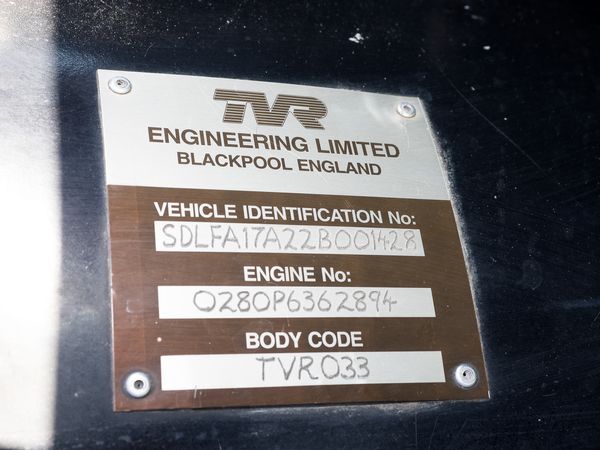 TVR
ENGINEERING LIMITED
BLACKPOOL ENGLAND
VEHICLE IDENTIFICATION No:
SDLFA17A22B001428
ENGINE No:
0280P6362894
BODY CODE
TVR033